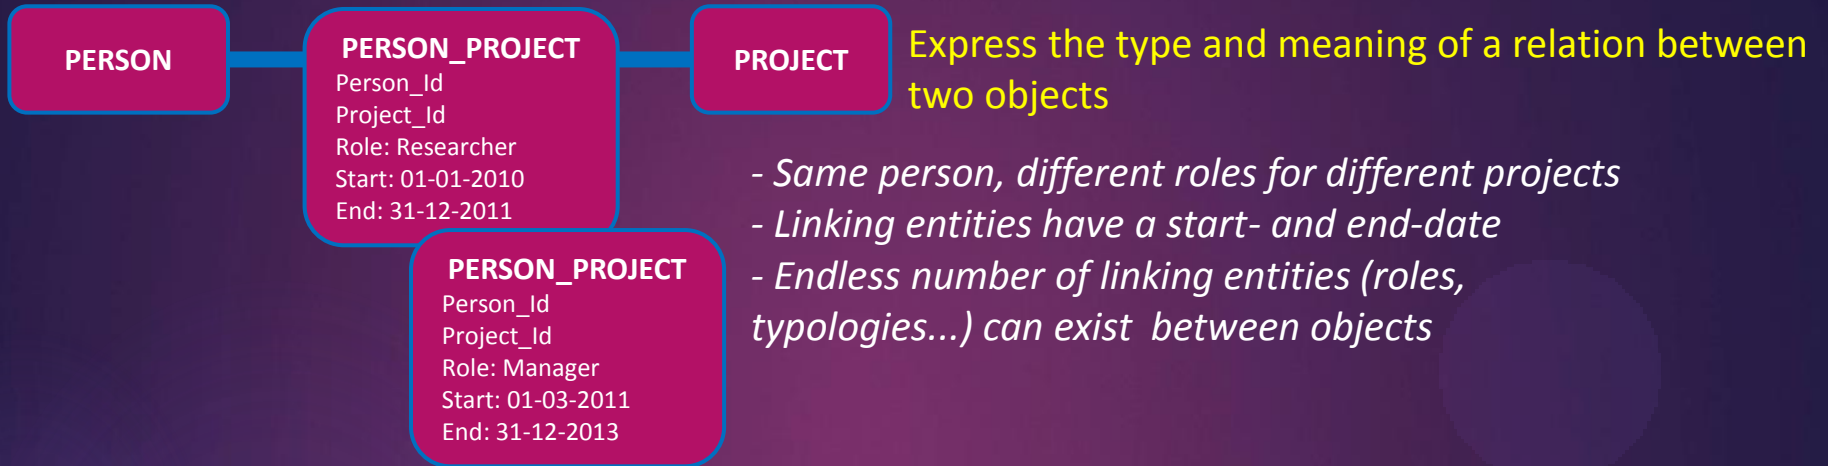 PERSON
PERSON_PROJECT
Person_Id
Project_Id
Role: Researcher
Start: 01-01-2010
End: 31-12-2011
PERSON_PROJECT
Person_Id
Project_Id
Role: Manager
Start: 01-03-2011
End: 31-12-2013
PROJECT
Express the type and meaning of a relation between
two objects
- Same person, different roles for different projects
- Linking entities have a start- and end-date
- Endless number of linking entities (roles,
typologies...) can exist  between objects